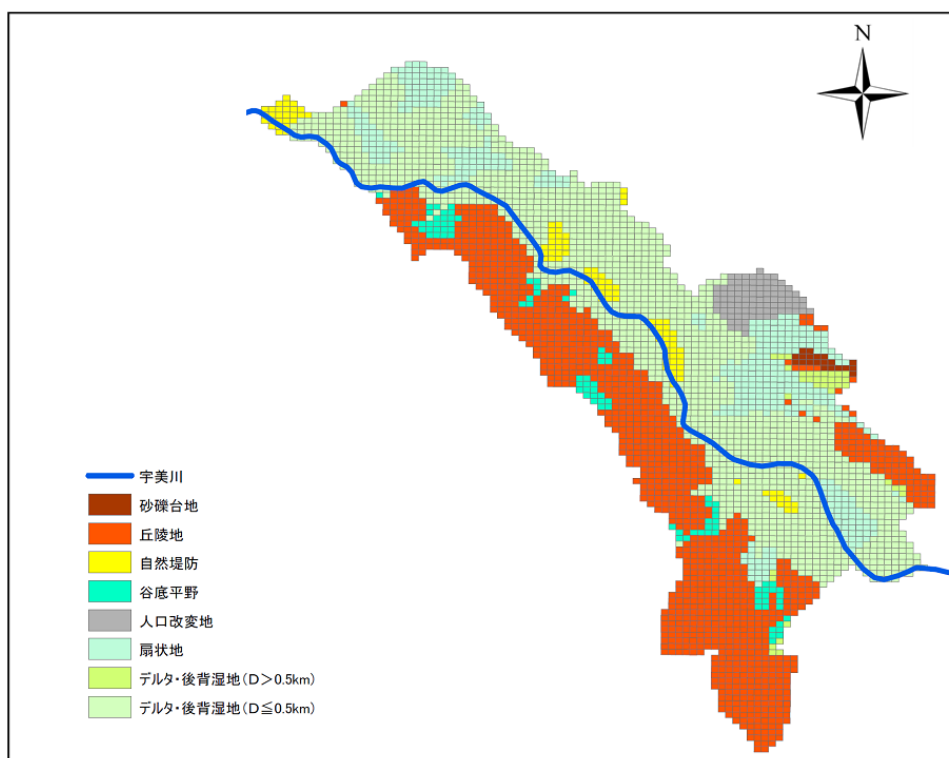 N
宇美川
砂礫台地
丘陵地
自然堤防
谷底平野
人口改変地
扇状地
デルタ・後背湿地(D>0.5km)
デルタ・後背湿地(D≦0.5km)